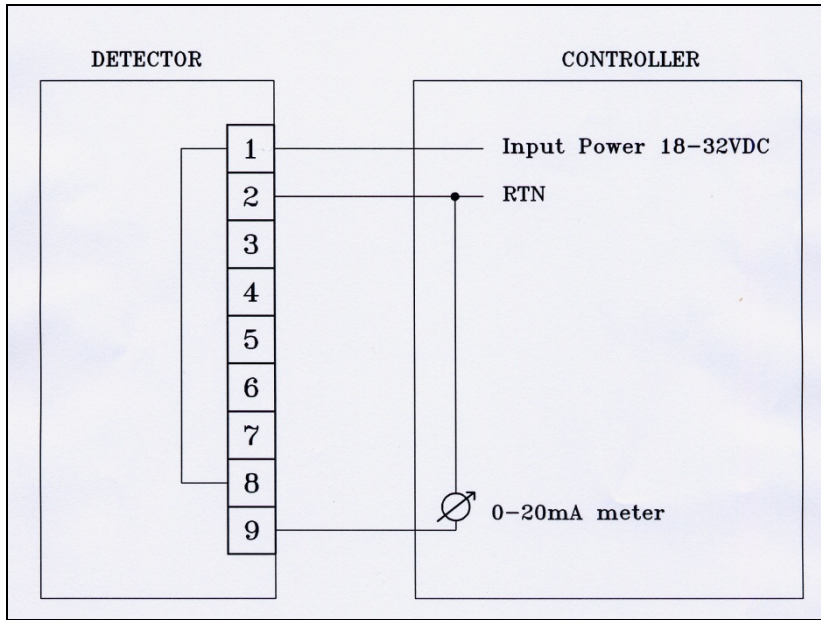 DETECTOR
CONTROLLER
1
Input Power 18-32VDC
2
RTN
3
4
5
6
7
8
0-20mA meter
9